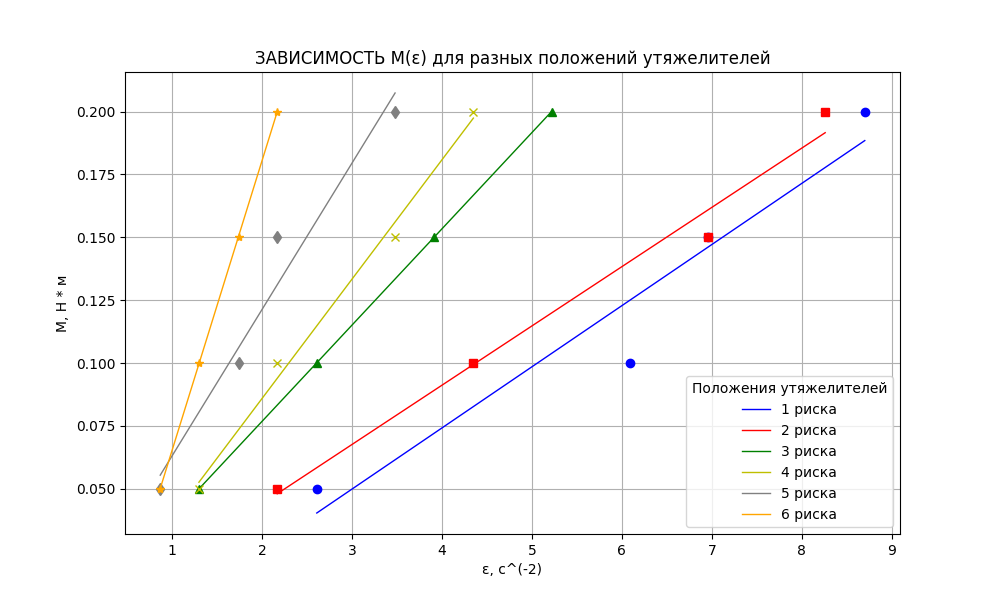 ЗАВИСИМОСТЬ M(ε) для разных положений утяжелителей
M, Н * м
0.200
0.175
0.150
0.125
0.100
0.075
0.050
Положения утяжелителей
1 риска
2 риска
3 риска
4 риска
5 риска
6 риска
1 2 3 4 5 6 7 8 9
ε, с^(-2)